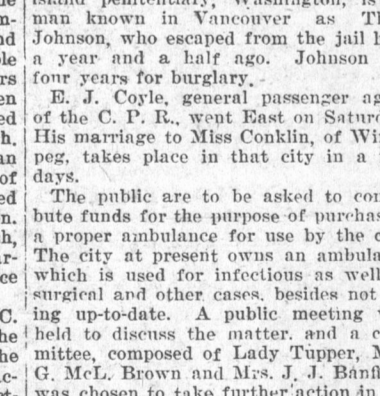 island penitentiary, Washington, is
man known in Vancouver as Th
Johnson, who escaped from the jail h
a year and a half ago. Johnson
four years for burglary.
E. J. Coyle, general passenger ag
of the C. P. R., went East on Satur
His marriage to Miss Conklin, of Wi
peg, takes place in that city in a
days.
The public are to be asked to con
bute funds for the purpose of purchas
a proper ambulance for use by the c
The city at present owns an ambula
which is used for infectious as well
surgical and other cases, besides not
ing up-to-date. A public meeting
held to discuss the matter, and a c
mittee, composed of Lady Tupper, M
G. McL. Brown and Mrs. J. J. Banfi
was chosen to take further action in